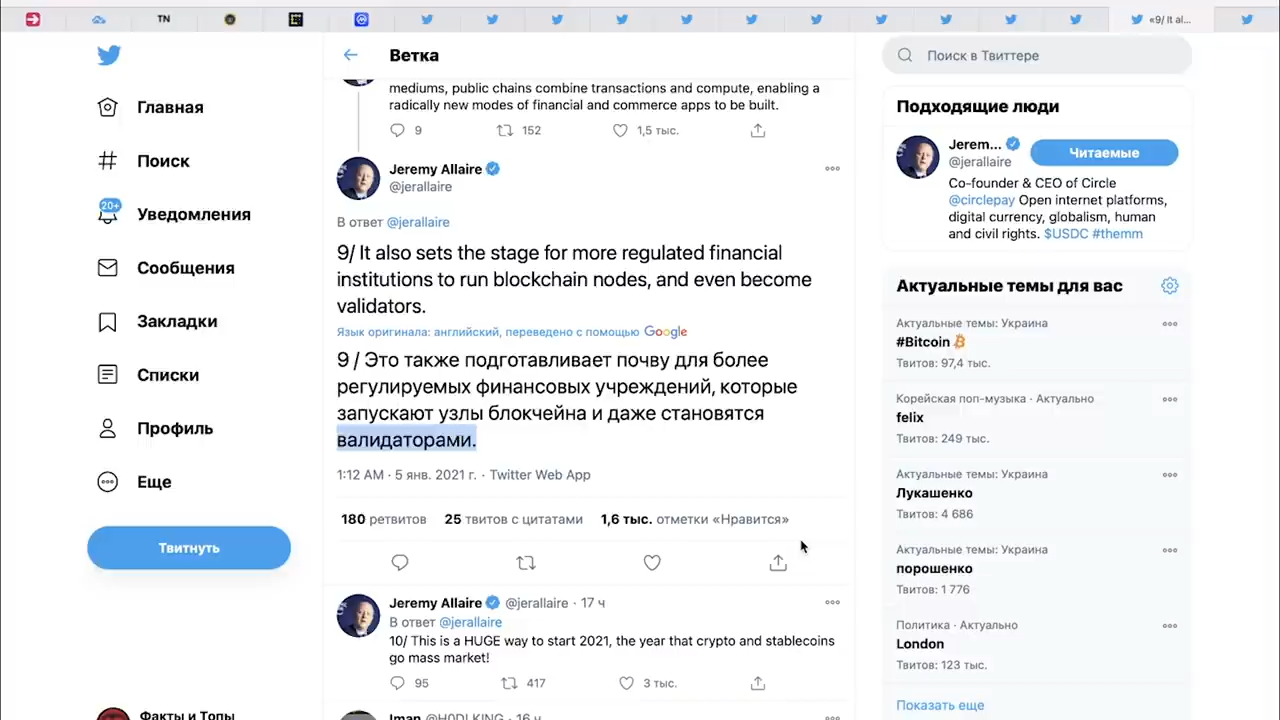 TN
«9/ It al...
Главная
Поиск
20+
Уведомления
Сообщения
Закладки
Списки
Профиль
Еще
Твитнуть
Факты и Топы
Ветка
mediums, public chains combine transactions and compute, enabling a
radically new modes of financial and commerce apps to be built.
9 152 1,5 тыс.
Jeremy Allaire
@jerallaire
В ответ @jerallaire
9/ It also sets the stage for more regulated financial
institutions to run blockchain nodes, and even become
validators.
Язык оригинала: английский, переведено с помощью Google
9 / Это также подготавливает почву для более
регулируемых финансовых учреждений, которые
запускают узлы блокчейна и даже становятся
валидаторами.
1:12 AM · 5 янв. 2021 г. · Twitter Web App
180 ретвитов 25 твитов с цитатами 1,6 тыс. отметки «Нравится»
Jeremy Allaire @jerallaire · 17 ч
В ответ @jerallaire
10/ This is a HUGE way to start 2021, the year that crypto and stablecoins
go mass market!
95 417 3 тыс.
Iman @H0DLKING · 16 ч
Поиск в Твиттере
Подходящие люди
Jerem...
@jerallaire
Читаемые
Co-founder & CEO of Circle
@circlepay Open internet platforms,
digital currency, globalism, human
and civil rights. $USDC #themm
Актуальные темы для вас
Актуальные темы: Украина
#Bitcoin
Твитов: 97,4 тыс.
Корейская поп-музыка · Актуально
felix
Твитов: 249 тыс.
Актуальные темы: Украина
Лукашенко
Твитов: 4 686
Актуальные темы: Украина
порошенко
Твитов: 1 776
Политика · Актуально
London
Твитов: 123 тыс.
Показать еще